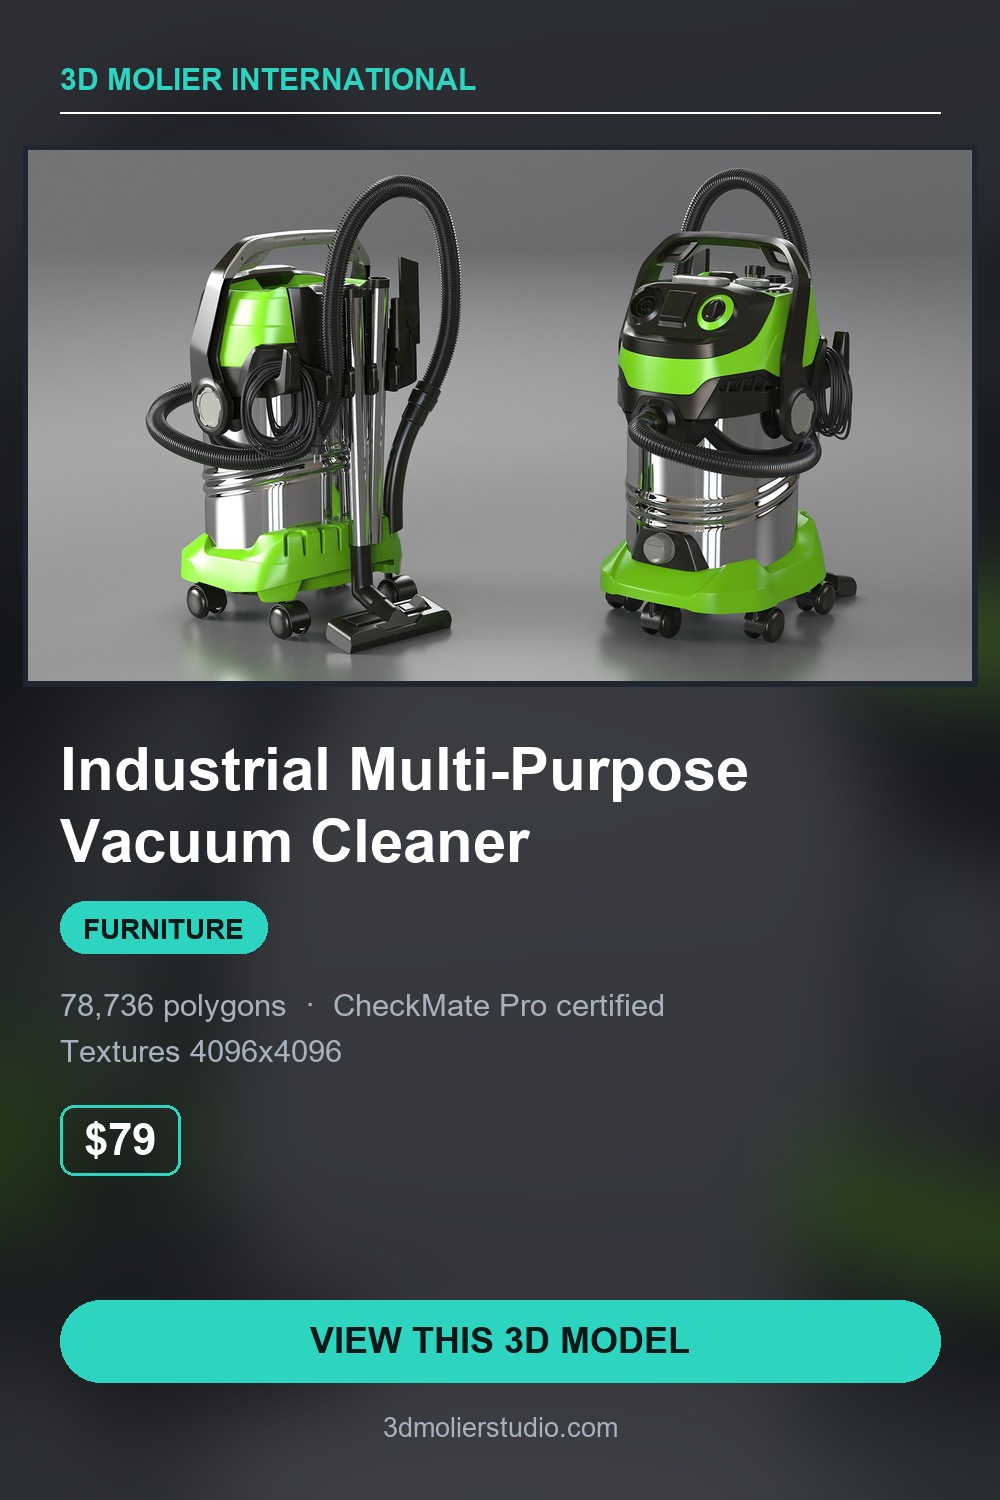 3D MOLIER INTERNATIONAL
Industrial Multi-Purpose
Vacuum Cleaner
FURNITURE
78,736 polygons · CheckMate Pro certified
Textures 4096x4096
$79
VIEW THIS 3D MODEL
3dmolierstudio.com